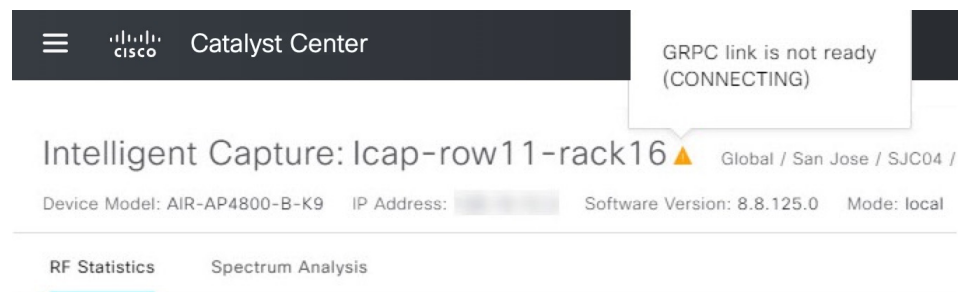 cisco Catalyst Center
GRPC link is not ready
(CONNECTING)
Intelligent Capture: Icap-row11-rack16 Global / San Jose / SJC04 /
Device Model: AIR-AP4800-B-K9 IP Address: Software Version: 8.8.125.0 Mode: local
RF Statistics Spectrum Analysis